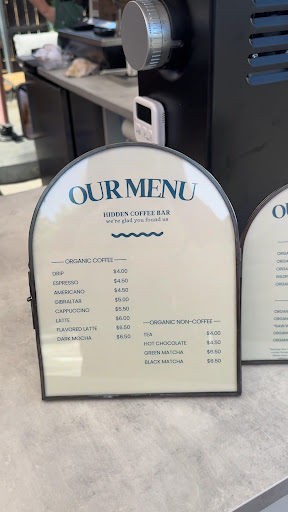 OUR MENU
HIDDEN COFFEE BAR
we're glad you found us
ORGANIC COFFEE
DRIP $4.00
ESPRESSO $4.50
AMERICANO $4.50
GIBRALTAR $5.00
CAPPUCCINO $5.50
LATTE $6.00
FLAVORED LATTE $6.50
DARK MOCHA $6.50
ORGANIC NON-COFFEE
TEA $4.00
HOT CHOCOLATE $4.50
GREEN MATCHA $6.50
BLACK MATCHA $6.50